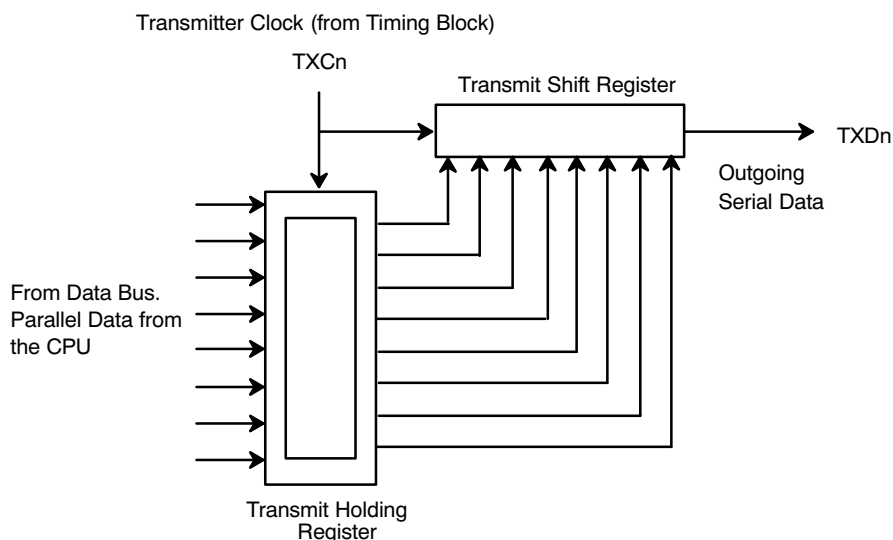 Transmitter Clock (from Timing Block)
TXCn
Transmit Shift Register
TXDn
Outgoing
Serial Data
From Data Bus.
Parallel Data from
the CPU
Transmit Holding
Register